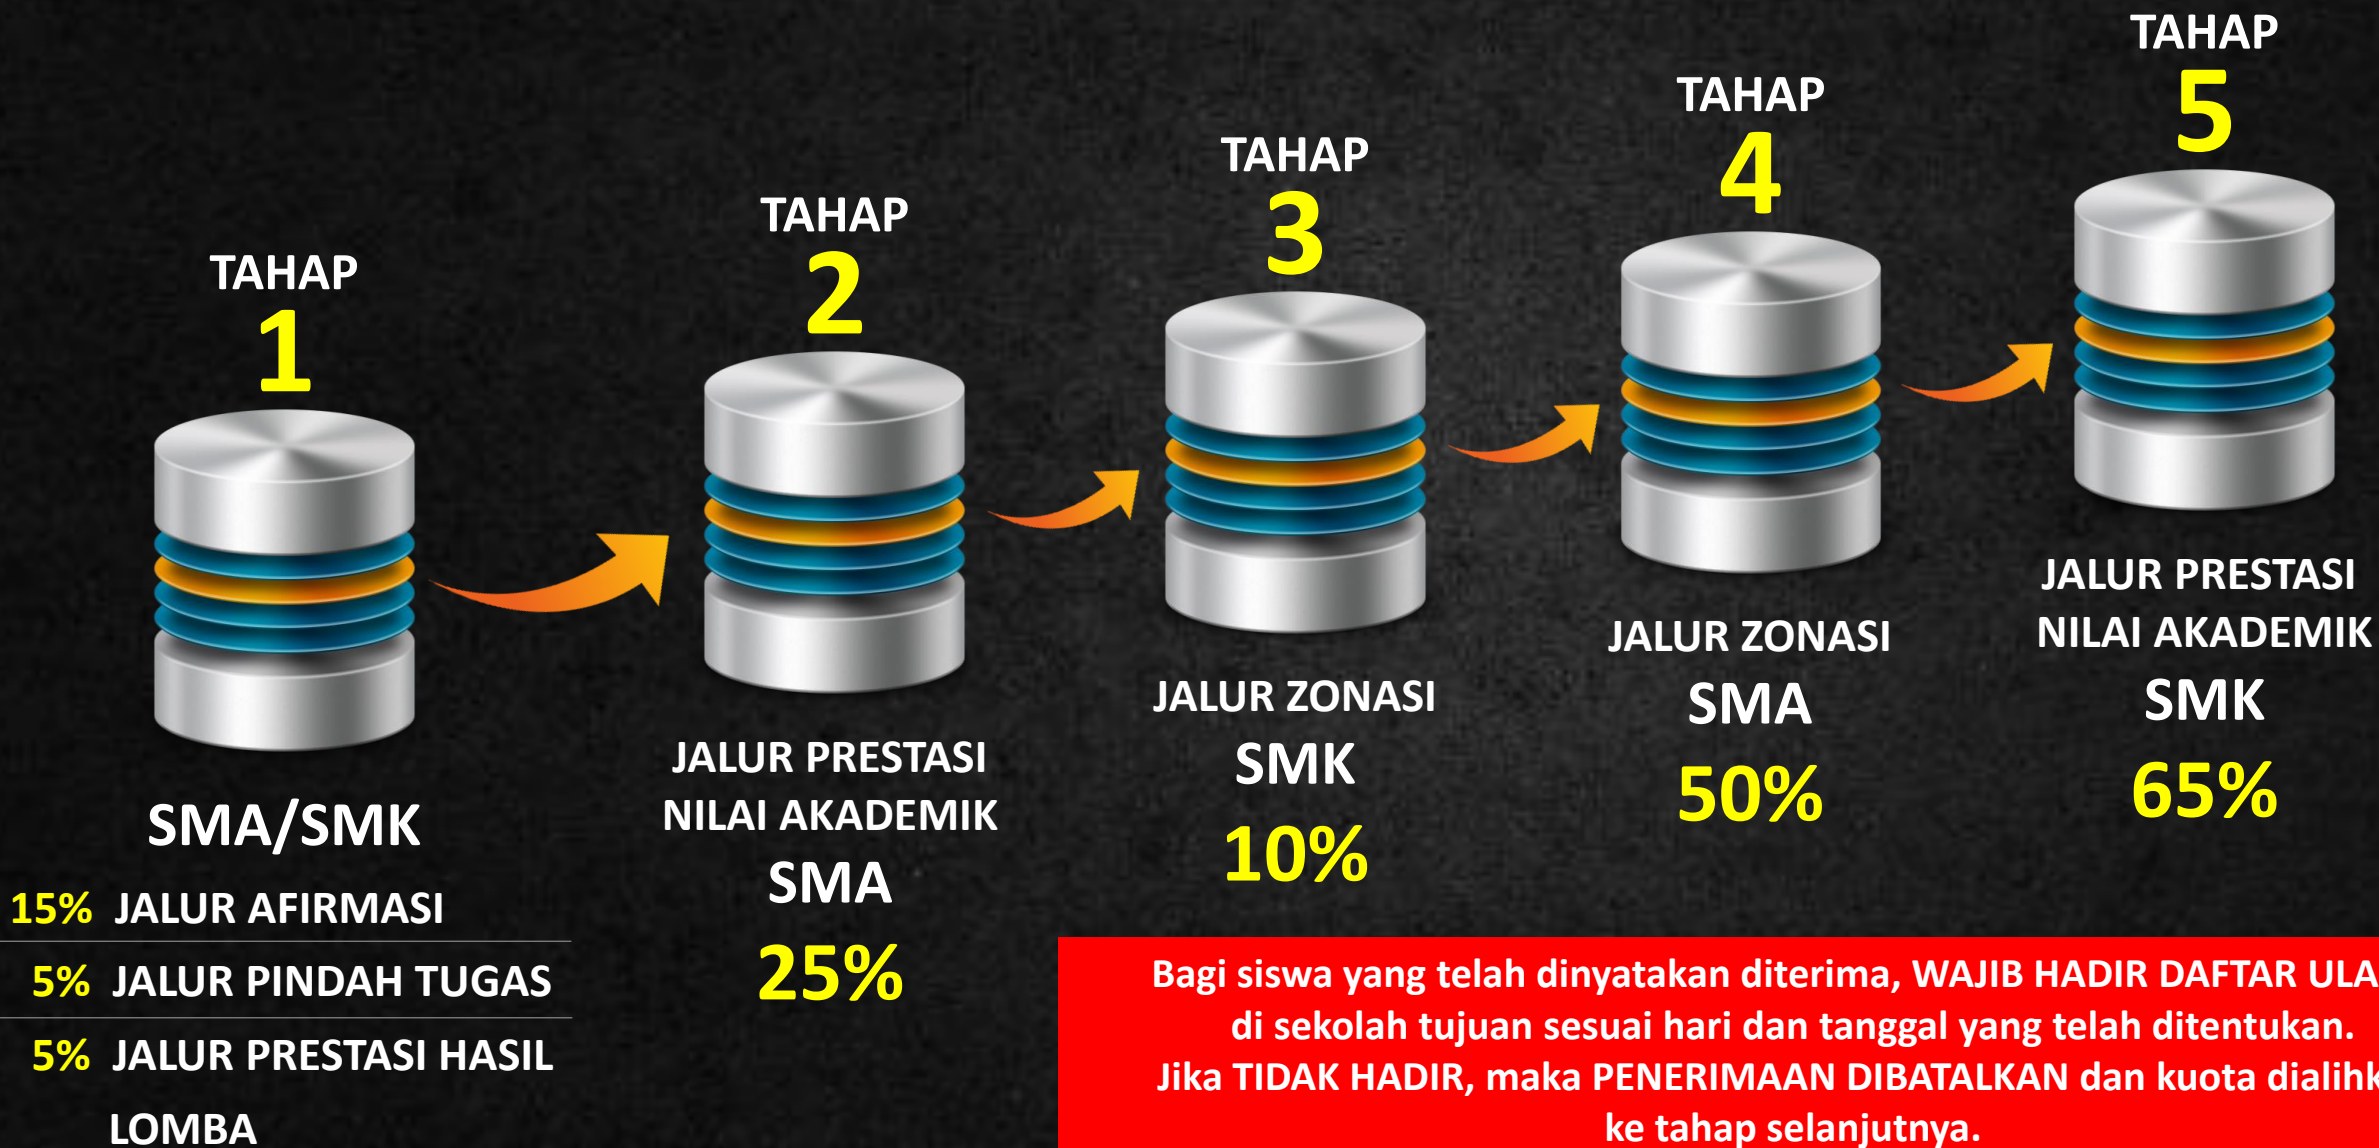 TAHAP
1
SMA/SMK
15% JALUR AFIRMASI
5% JALUR PINDAH TUGAS
5% JALUR PRESTASI HASIL
LOMBA
TAHAP
2
JALUR PRESTASI
NILAI AKADEMIK
SMA
25%
TAHAP
3
JALUR ZONASI
SMK
10%
TAHAP
4
JALUR ZONASI
SMA
50%
TAHAP
5
JALUR PRESTASI
NILAI AKADEMIK
SMK
65%
Bagi siswa yang telah dinyatakan diterima, WAJIB HADIR DAFTAR
di sekolah tujuan sesuai hari dan tanggal yang telah ditentukan.
Jika TIDAK HADIR, maka PENERIMAAN DIBATALKAN dan kuota
ke tahap selanjutnya.